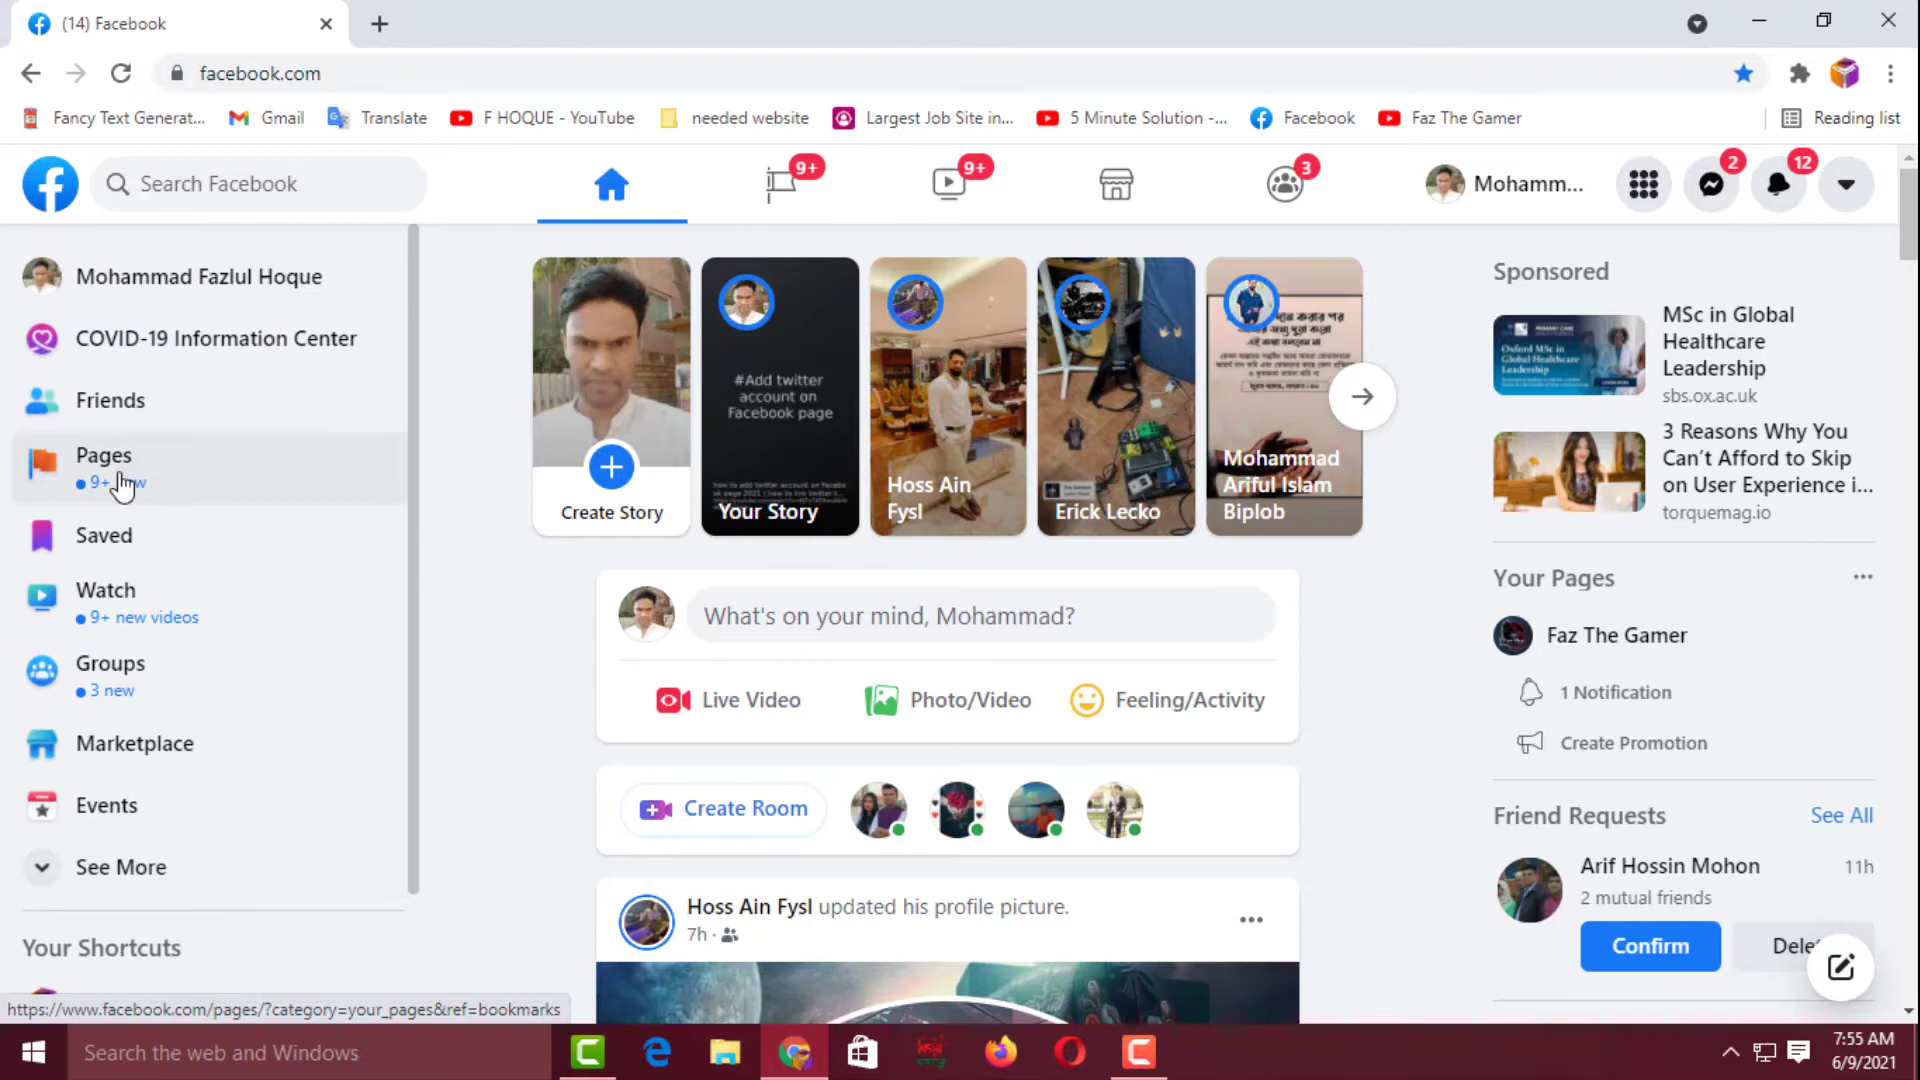 (14) Facebook
facebook.com
Fancy Text Generat...
Gmail
Translate
F HOQUE - YouTube
needed website
Largest Job Site in...
5 Minute Solution -...
Facebook
Faz The Gamer
Reading list
Search Facebook
9+
9+
3
Mohamm...
2
12
Mohammad Fazlul Hoque
COVID-19 Information Center
Friends
Pages
9+
Saved
Watch
9+ new videos
Groups
3 new
Marketplace
Events
See More
Your Shortcuts
https://www.facebook.com/pages/?category=your_pages&ref=bookmarks
Create Story
#Add twitter
account on
Facebook page
Your Story
Hoss Ain
Fysl
Erick Lecko
Mohammad
Ariful Islam
Biplob
What's on your mind, Mohammad?
Live Video
Photo/Video
Feeling/Activity
Create Room
Hoss Ain Fysl updated his profile picture.
7h
Sponsored
MSc in Global
Healthcare
Leadership
sbs.ox.ac.uk
Oxford MSc in
Global Healthcare
Leadership
3 Reasons Why You
Can't Afford to Skip
on User Experience i...
torquemag.io
Your Pages
Faz The Gamer
1 Notification
Create Promotion
Friend Requests
See All
Arif Hossin Mohon
11h
2 mutual friends
Confirm
Search the web and Windows
7:55 AM
6/9/2021